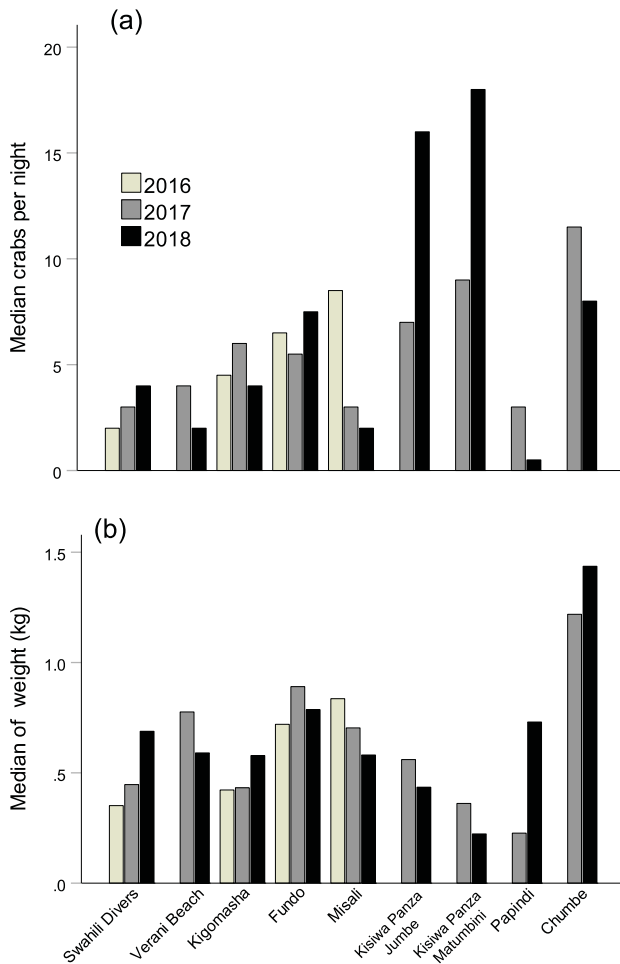 (a)
Median crabs per night
20
15
10
5
0
2016
2017
2018
(b)
Median of weight (kg)
1.5
1.0
.5
.0
Swahili Divers
Verani Beach
Kigomasha
Fundo
Misali
Kisiwa Panza
Jumbe
Kisiwa Panza
Matumbini
Papindi
Chumbe